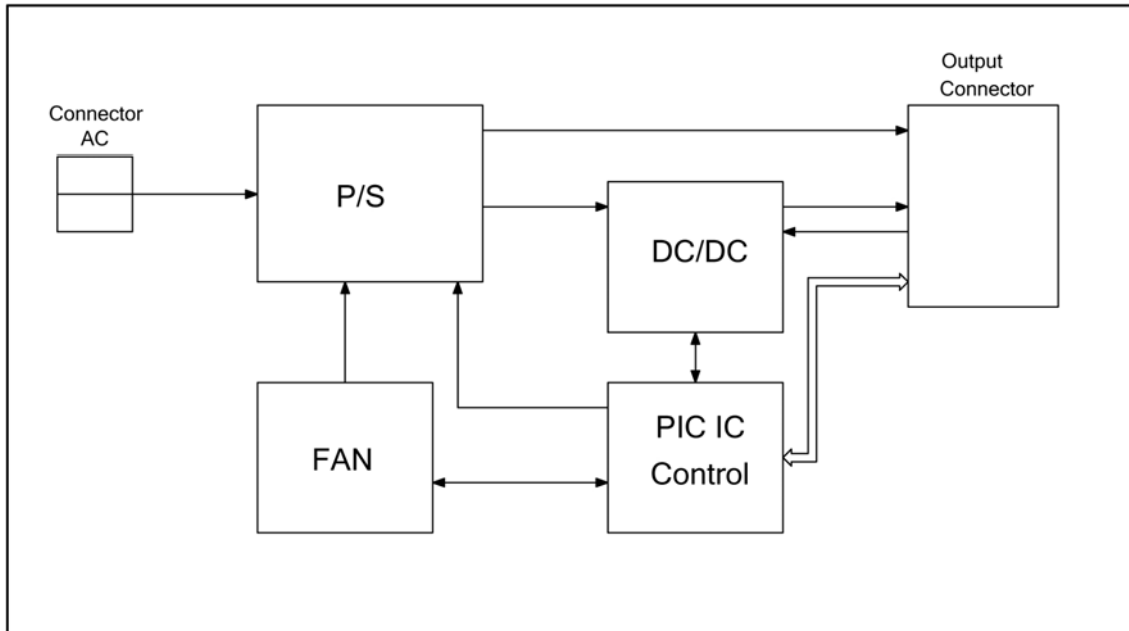 Connector
AC
P/S
Output
Connector
DC/DC
FAN
PIC IC
Control